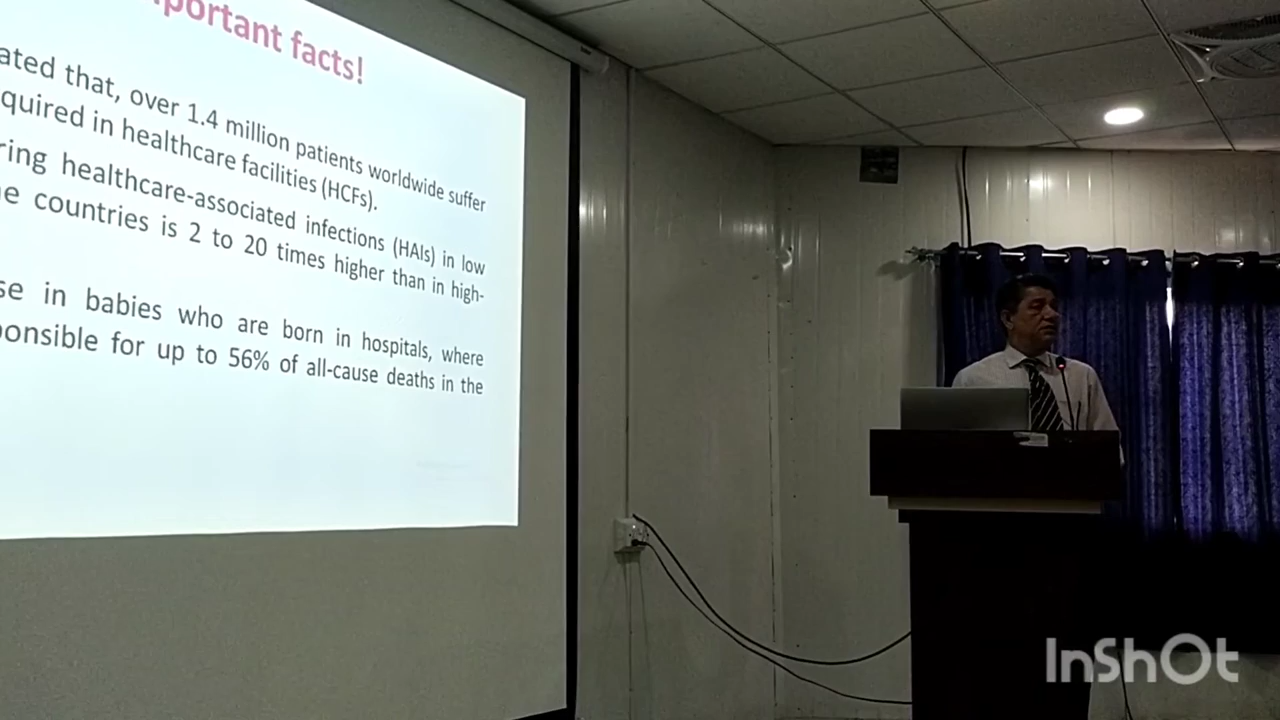 portant facts!
ated that, over 1.4 million patients worldwide suffer
quired in healthcare facilities (HCFs).
ring healthcare-associated infections (HAIs) in low
e countries is 2 to 20 times higher than in high-
se in babies who are born in hospitals, where
ponsible for up to 56% of all-cause deaths in the
InShOt